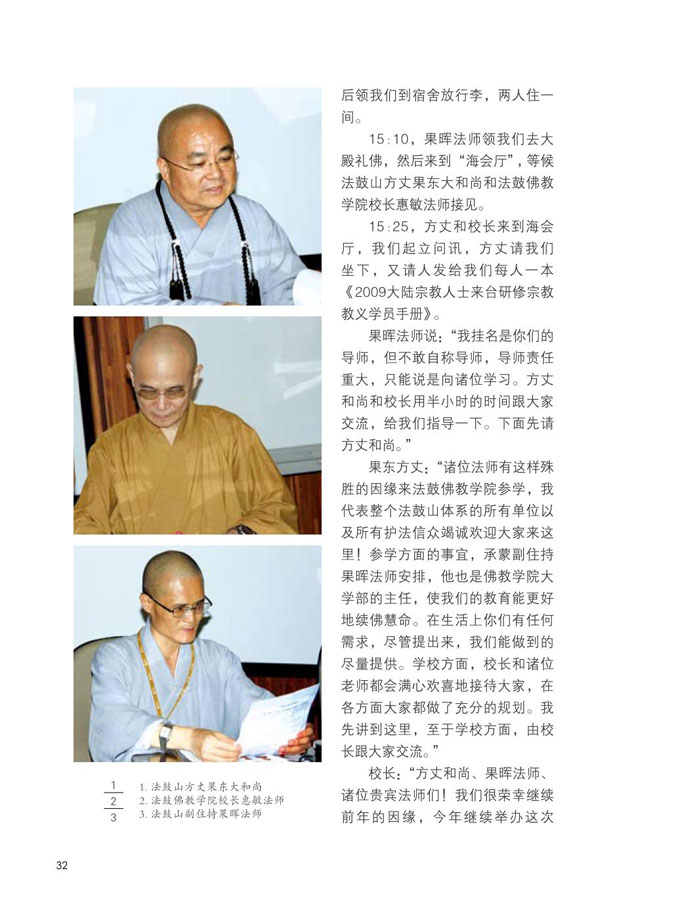 后领我们到宿舍放行李，两人住一
间。
15:10，果晖法师领我们去大
殿礼佛，然后来到“海会厅”，等候
法鼓山方丈果东大和尚和法鼓佛教
学院校长惠敏法师接见。
15:25，方丈和校长来到海会
厅，我们起立问讯，方丈请我们
坐下，又请人发给我们每人一本
《2009大陆宗教人士来台研修宗教
教义学员手册》。
果晖法师说：“我挂名是你们的
导师，但不敢自称导师，导师责任
重大，只能说是向诸位学习。方丈
和尚和校长用半小时的时间跟大家
交流，给我们指导一下。下面先请
方丈和尚。”
果东方丈：“诸位法师有这样殊
胜的因缘来法鼓佛教学院参学，我
代表整个法鼓山体系的所有单位以
及所有护法信众竭诚欢迎大家来这
里！参学方面的事宜，承蒙副住持
果晖法师安排，他也是佛教学院大
学部的主任，使我们的教育能更好
地续佛慧命。在生活上你们有任何
需求，尽管提出来，我们能做到的
尽量提供。学校方面，校长和诸位
老师都会满心欢喜地接待大家，在
各方面大家都做了充分的规划。我
先讲到这里，至于学校方面，由校
长跟大家交流。”
校长：“方丈和尚、果晖法师、
诸位贵宾法师们！我们很荣幸继续
前年的因缘，今年继续举办这次
1
2
3
1. 法鼓山方丈果东大和尚
2. 法鼓佛教学院校长惠敏法师
3. 法鼓山副住持果晖法师
32